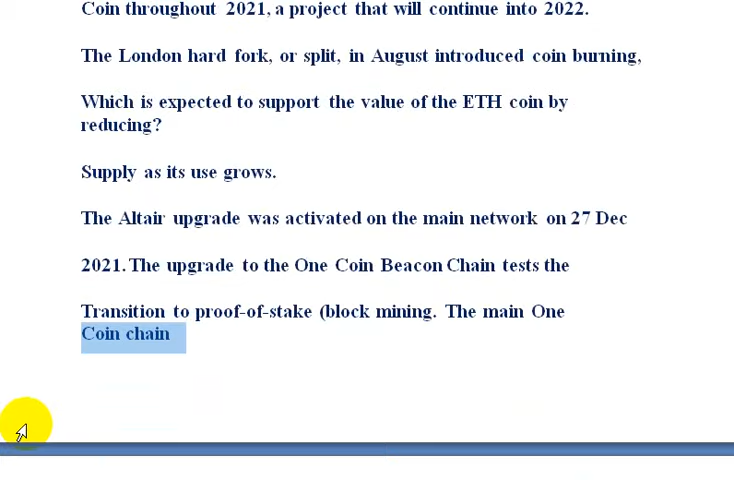 Coin throughout 2021, a project that will continue into 2022.
The London hard fork, or split, in August introduced coin burning,
Which is expected to support the value of the ETH coin by
reducing?
Supply as its use grows.
The Altair upgrade was activated on the main network on 27 Dec
2021. The upgrade to the One Coin Beacon Chain tests the
Transition to proof-of-stake (block mining. The main One
Coin chain